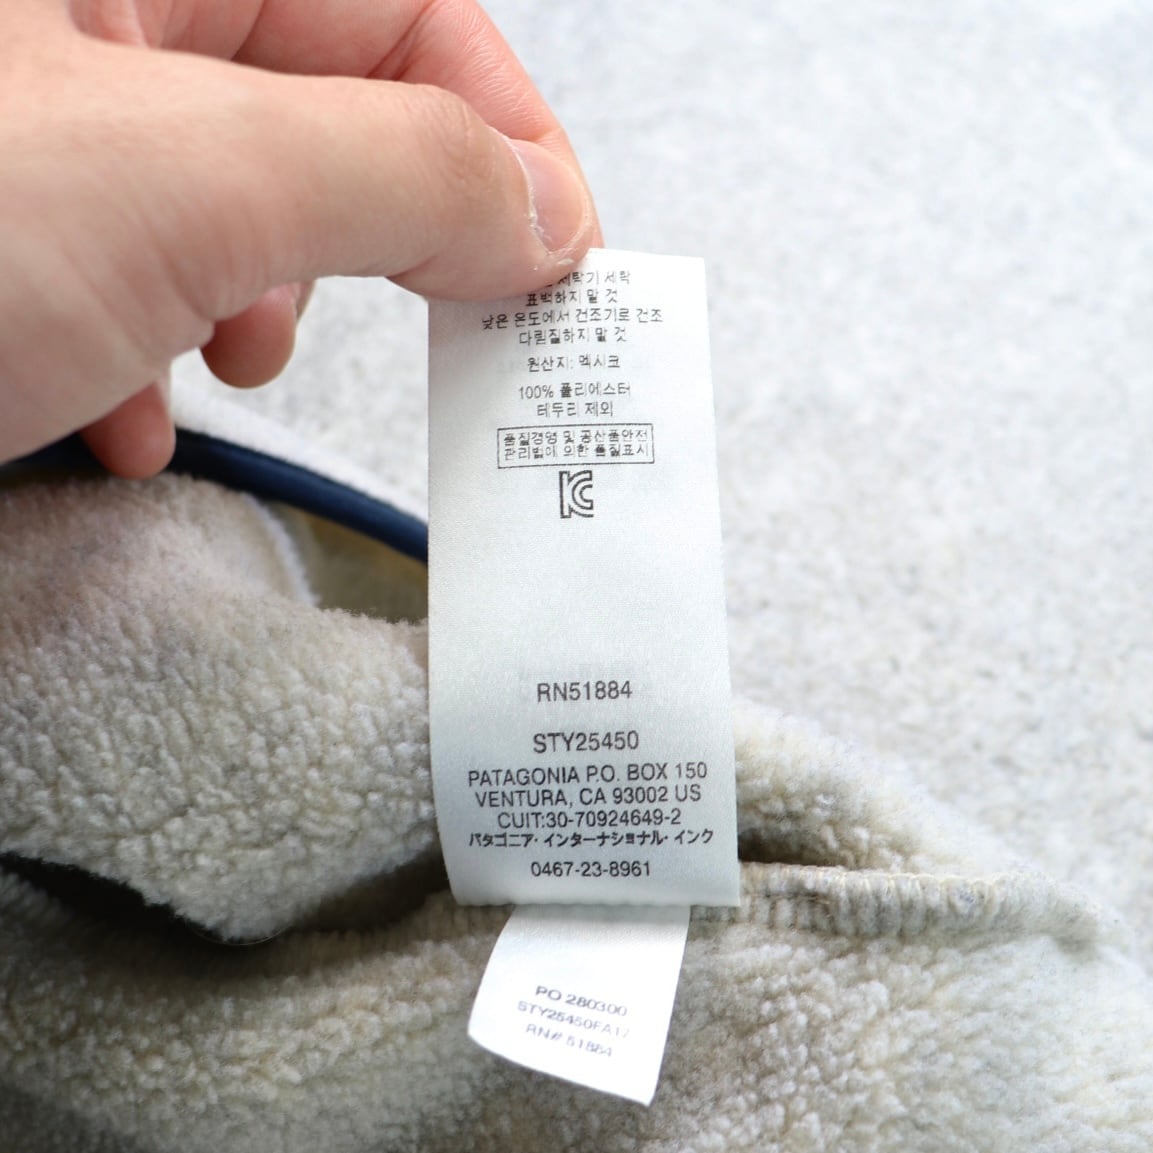 세탁기 세탁
표백하지 말 것
낮은 온도에서 건조기로 건조
다림질하지 말 것
원산지: 멕시코
100% 폴리에스터
테두리 제외
품질경영 및 공산품안전
관리법에 의한 품질표시
RN51884
STY25450
PATAGONIA P.O. BOX 150
VENTURA, CA 93002 US
CUIT:30-70924649-2
パタゴニア・インターナショナル・インク
0467-23-8961
PO 280300
STY25450FA17
RN# 51884